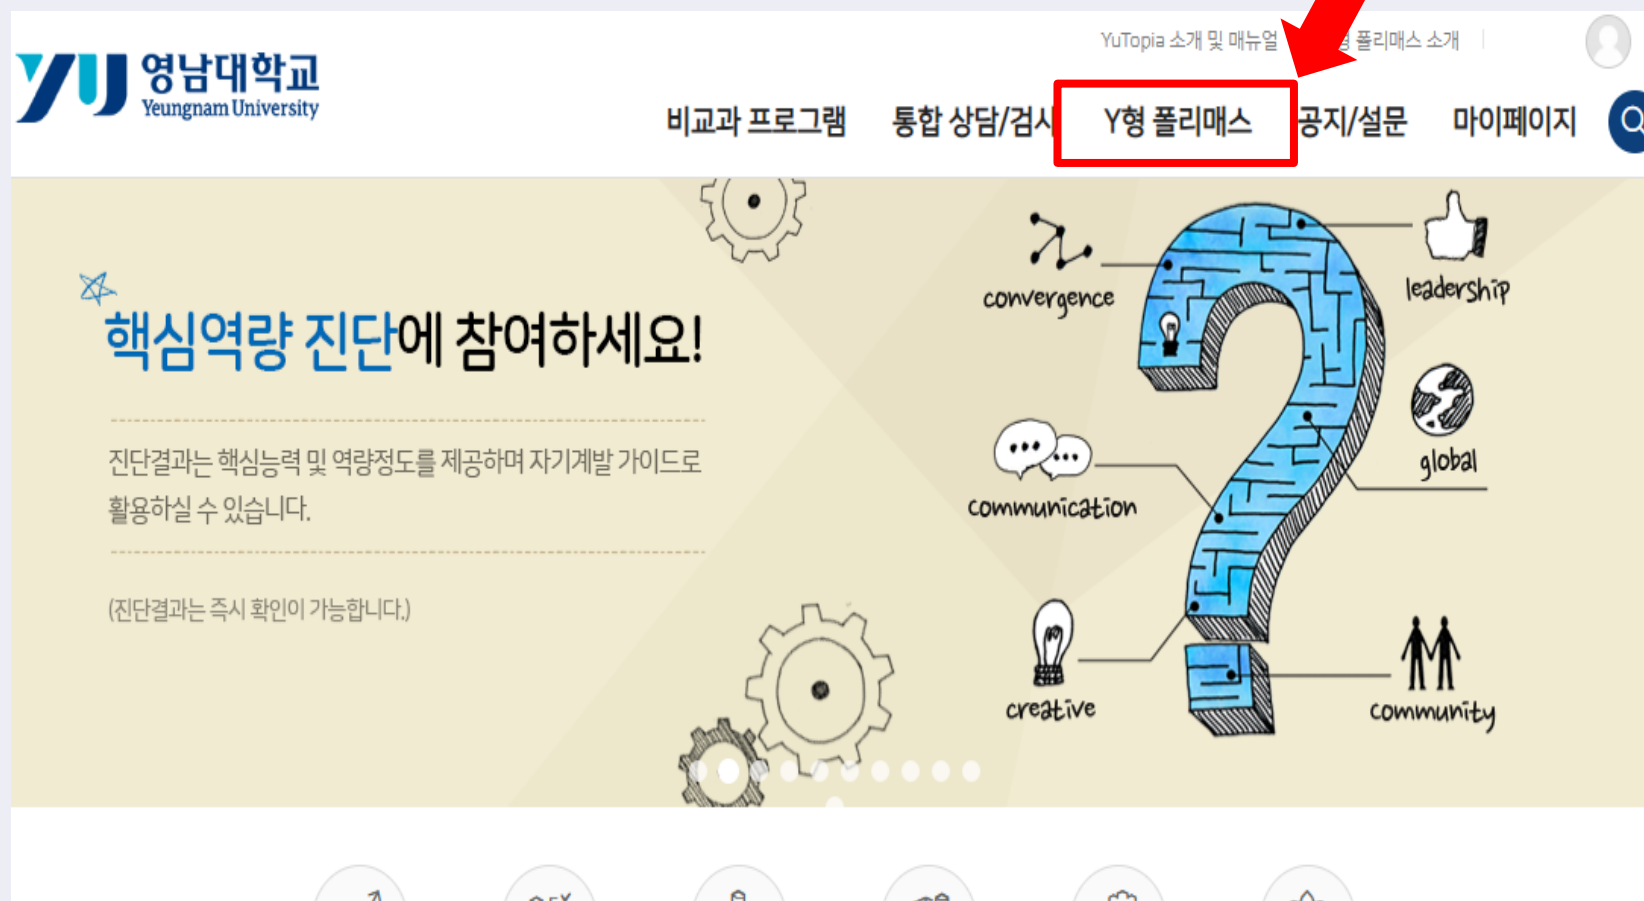 YuTopia 소개 및 매뉴얼
형 폴리매스 소개
영남대학교
Yeungnam University
비교과 프로그램
통합 상담/검사
Y형 폴리매스
공지/설문
마이페이지
핵심역량 진단에 참여하세요!
진단결과는 핵심능력 및 역량정도를 제공하며 자기계발 가이드로
활용하실 수 있습니다.
(진단결과는 즉시 확인이 가능합니다.)
convergence
leadership
global
communication
creative
community